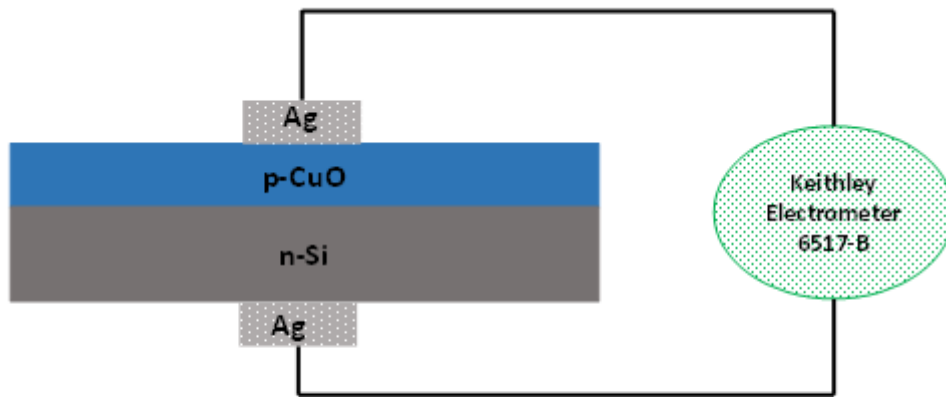 Ag
p-CuO
n-Si
Ag
Keithley
Electrometer
6517-B